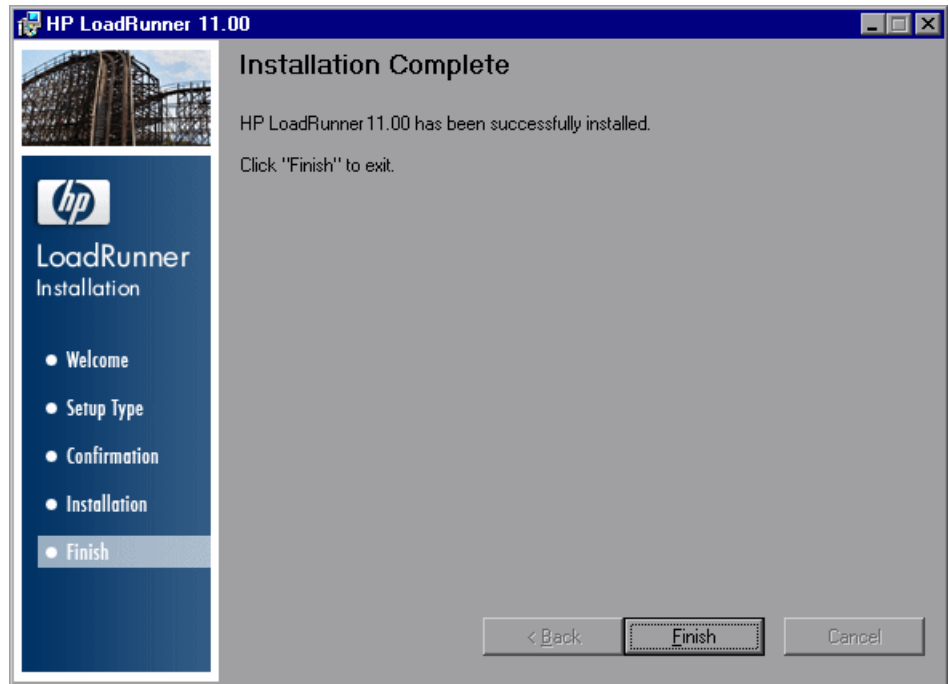 HP LoadRunner 11.00
Installation Complete
HP LoadRunner 11.00 has been successfully installed.
Click "Finish" to exit.
hp
LoadRunner
Installation
Welcome
Setup Type
Confirmation
Installation
Finish
< Back
Finish
Cancel